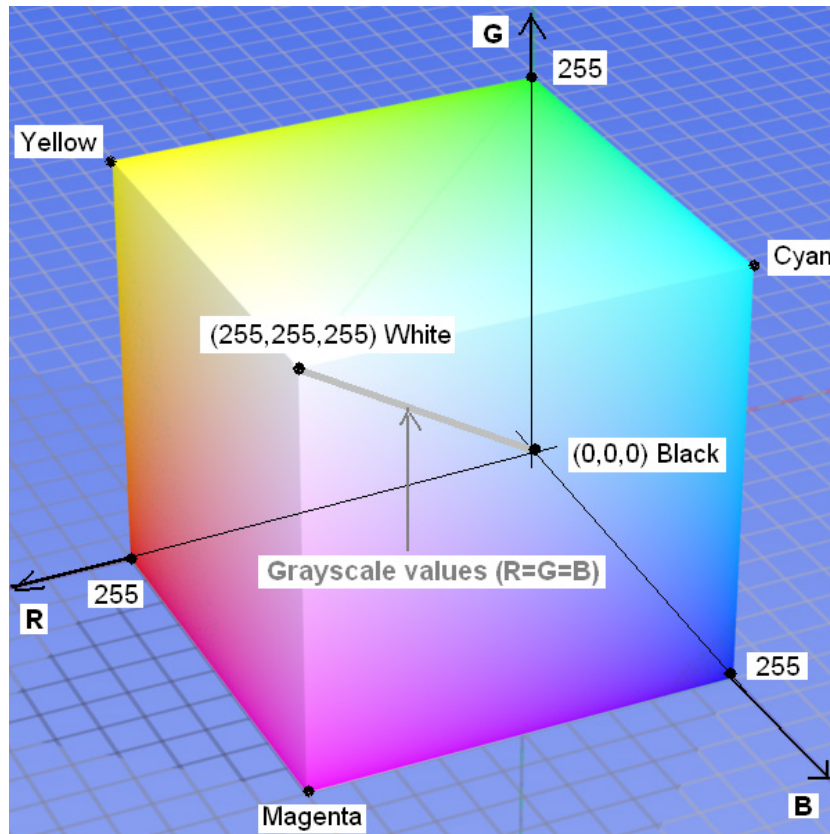 G
255
Yellow
Cyan
(255,255,255) White
(0,0,0) Black
Grayscale values (R=G=B)
255
R
255
B
Magenta